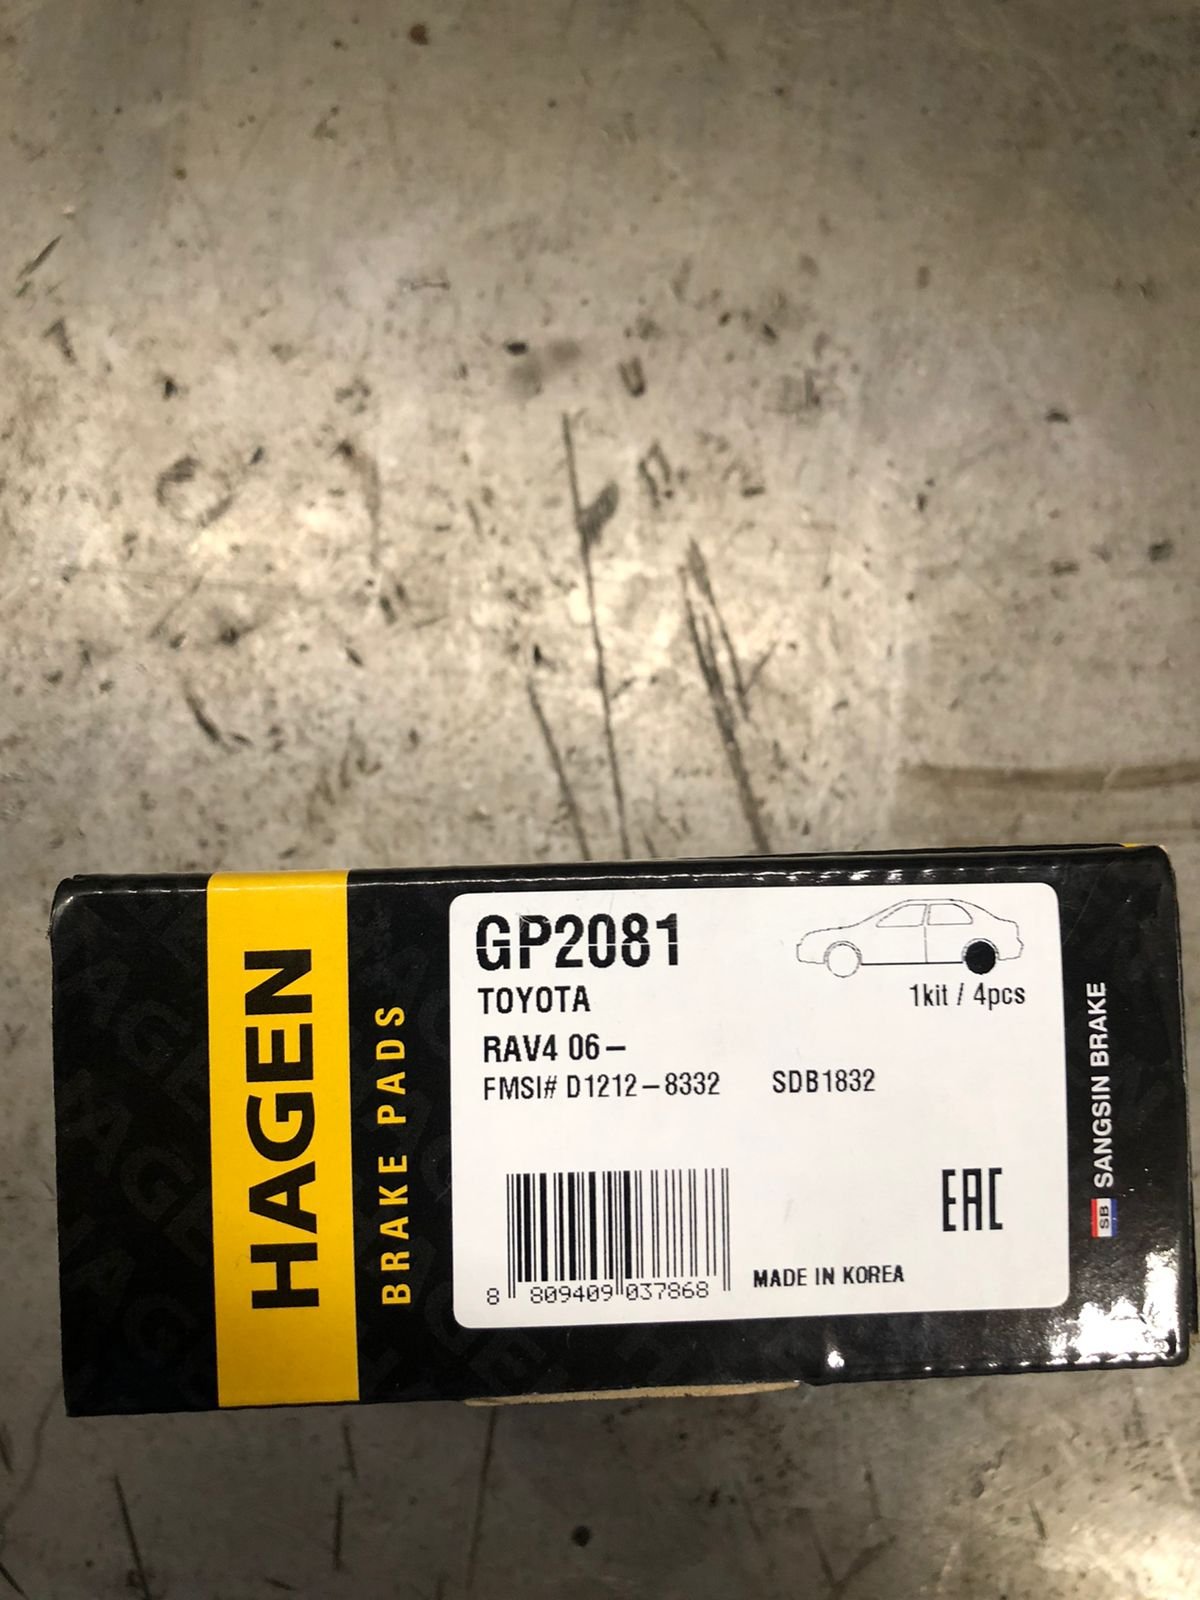 HAGEN
BRAKE PADS
GP2081
TOYOTA
1kit / 4pcs
RAV4 06-
FMSI# D1212-8332 SDB1832
EAC
8 809409 037868
MADE IN KOREA
SB SANGSIN BRAKE